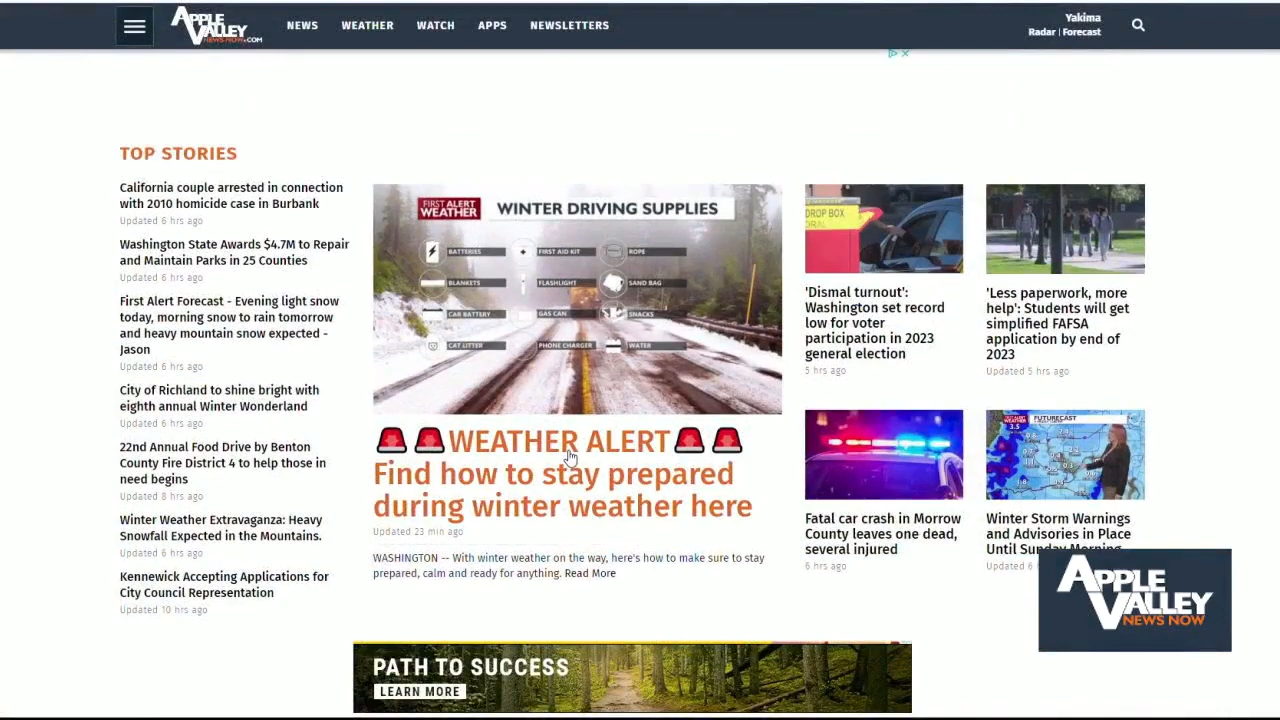 APPLE VALLEY NEWS NOW.COM
NEWS
WEATHER
WATCH
APPS
NEWSLETTERS
Yakima
Radar | Forecast
TOP STORIES
California couple arrested in connection
with 2010 homicide case in Burbank
Updated 6 hrs ago
Washington State Awards $4.7M to Repair
and Maintain Parks in 25 Counties
Updated 6 hrs ago
First Alert Forecast - Evening light snow
today, morning snow to rain tomorrow
and heavy mountain snow expected -
Jason
Updated 6 hrs ago
City of Richland to shine bright with
eighth annual Winter Wonderland
Updated 6 hrs ago
22nd Annual Food Drive by Benton
County Fire District 4 to help those in
need begins
Updated 8 hrs ago
Winter Weather Extravaganza: Heavy
Snowfall Expected in the Mountains.
Updated 6 hrs ago
Kennewick Accepting Applications for
City Council Representation
Updated 10 hrs ago
FIRST ALERT
WEATHER
WINTER DRIVING SUPPLIES
BATTERIES
FIRST AID KIT
ROPE
BLANKETS
FLASHLIGHT
SAND BAG
CAR BATTERY
GAS CAN
SNACKS
CAT LITTER
PHONE CHARGER
WATER
WEATHER ALERT
Find how to stay prepared
during winter weather here
Updated 23 min ago
WASHINGTON -- With winter weather on the way, here's how to make sure to stay
prepared, calm and ready for anything. Read More
DROP BOX
'Dismal turnout':
Washington set record
low for voter
participation in 2023
general election
5 hrs ago
'Less paperwork, more
help': Students will get
simplified FAFSA
application by end of
2023
Updated 5 hrs ago
Fatal car crash in Morrow
County leaves one dead,
several injured
6 hrs ago
FUTURECAST
Winter Storm Warnings
and Advisories in Place
Until Sunday Morning
Updated 6
APPLE
VALLEY
NEWS NOW
PATH TO SUCCESS
LEARN MORE